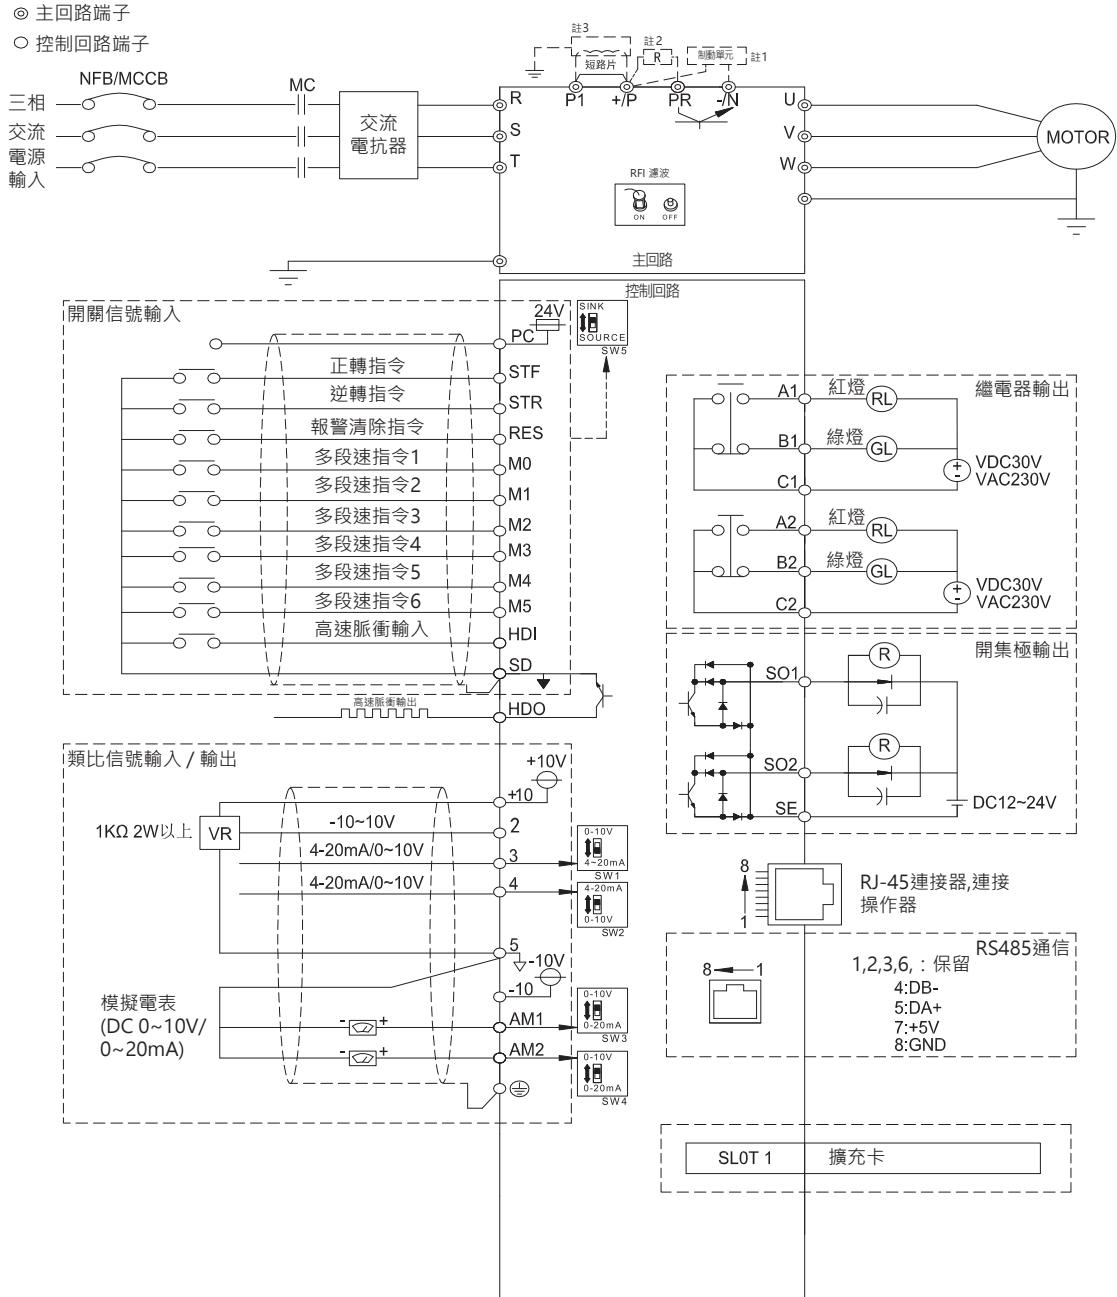 主回路端子
控制回路端子
NFB/MCCB
MC
三相
交流
電源
輸入
交流
電抗器
R
S
T
註3
短路片
註2
R
制動單元
註1
P1
+/P
PR
-/N
U
V
W
MOTOR
RFI 濾波
ON
OFF
主回路
控制回路
開關信號輸入
24V
PC
SINK
SOURCE
SW5
正轉指令
STF
逆轉指令
STR
報警清除指令
RES
多段速指令1
M0
多段速指令2
M1
多段速指令3
M2
多段速指令4
M3
多段速指令5
M4
多段速指令6
M5
高速脈衝輸入
HDI
SD
高速脈衝輸出
HDO
繼電器輸出
A1
紅燈
RL
B1
綠燈
GL
C1
+
-
VDC30V
VAC230V
A2
紅燈
RL
B2
綠燈
GL
C2
+
-
VDC30V
VAC230V
開集極輸出
SO1
R
SO2
R
SE
DC12~24V
類比信號輸入 / 輸出
+10V
+10
1KΩ 2W以上
VR
-10~10V
2
4-20mA/0~10V
3
4-20mA/0~10V
4
5
-10V
-10
0-10V
4~20mA
SW1
4-20mA
0-10V
SW2
模擬電表
(DC 0~10V/
0~20mA)
-
+
AM1
-
+
AM2
0-10V
0-20mA
SW3
0-10V
0-20mA
SW4
8
1
RJ-45連接器,連接
操作器
RS485通信
8
1
1,2,3,6, : 保留
4:DB-
5:DA+
7:+5V
8:GND
SL0T 1
擴充卡